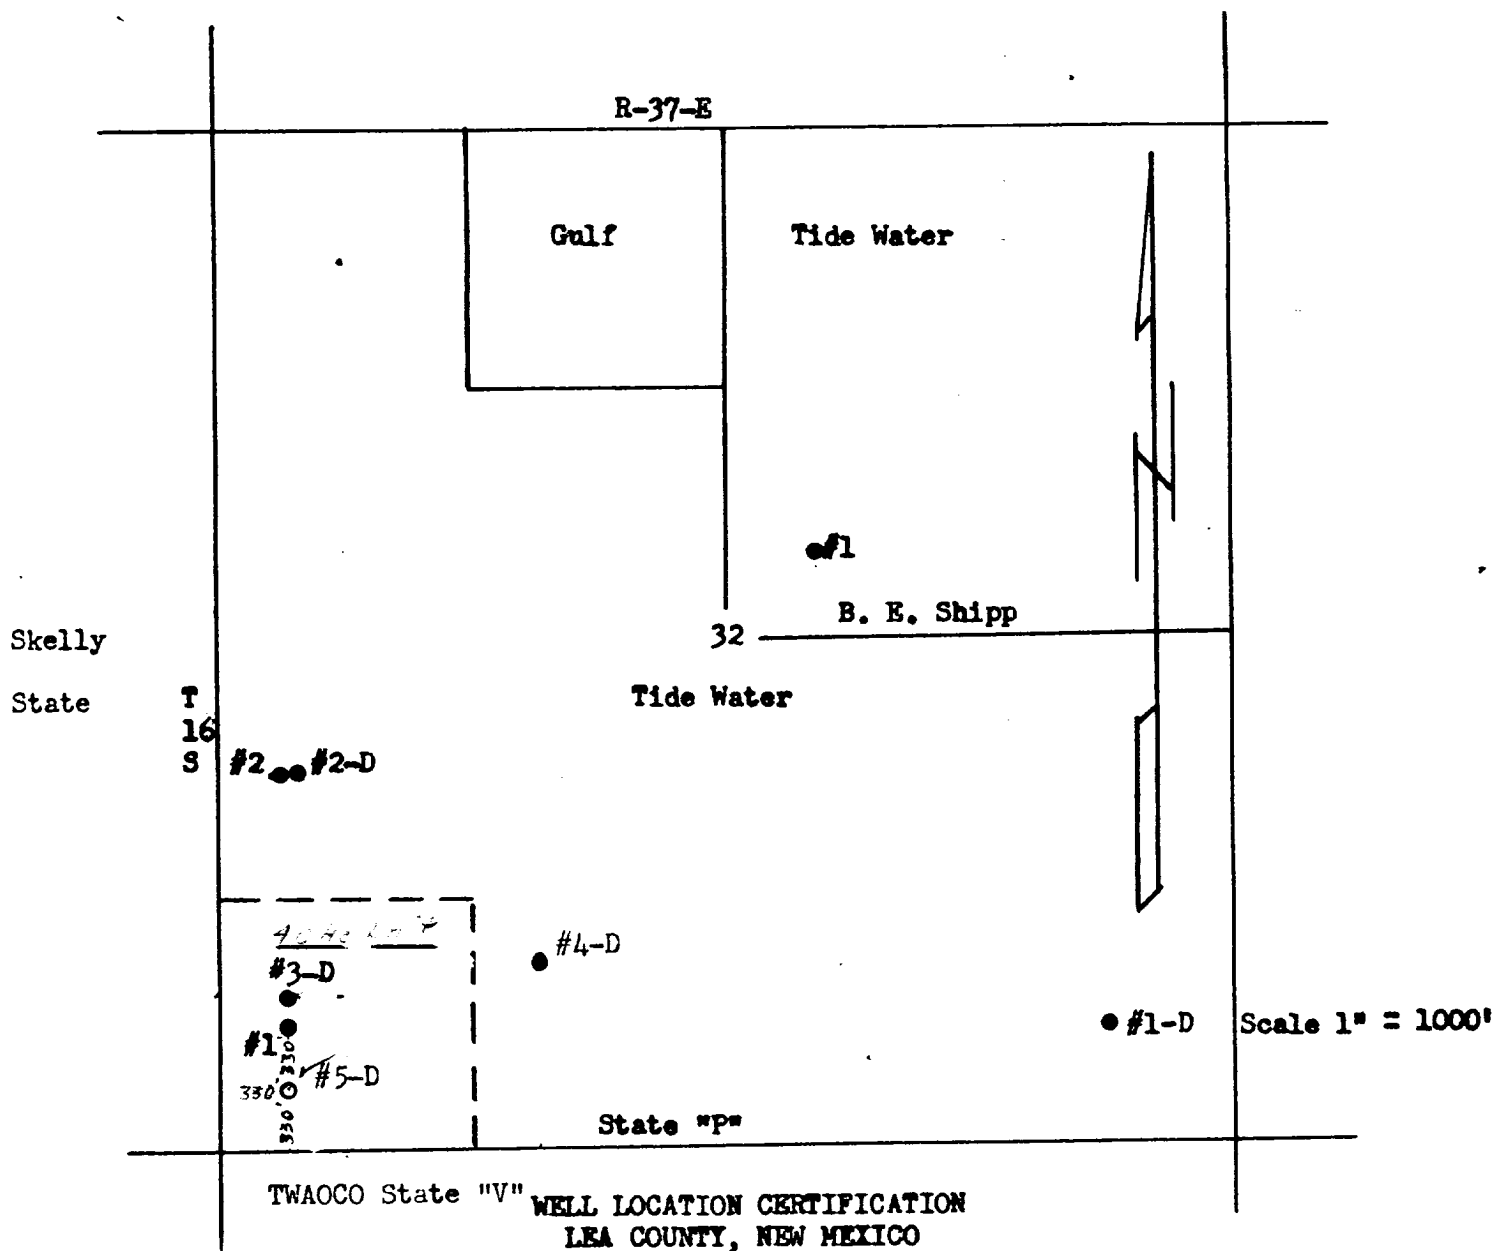 R-37-E
Gulf
Tide Water
#1
B. E. Shipp
32
Skelly
State
T
16
S
Tide Water
#2
#2-D
#4-D
#3-D
#1
330'
330'
#5-D
330'
#1-D
Scale 1" = 1000'
State "P"
TWAOCO State "V"
WELL LOCATION CERTIFICATION
LEA COUNTY, NEW MEXICO